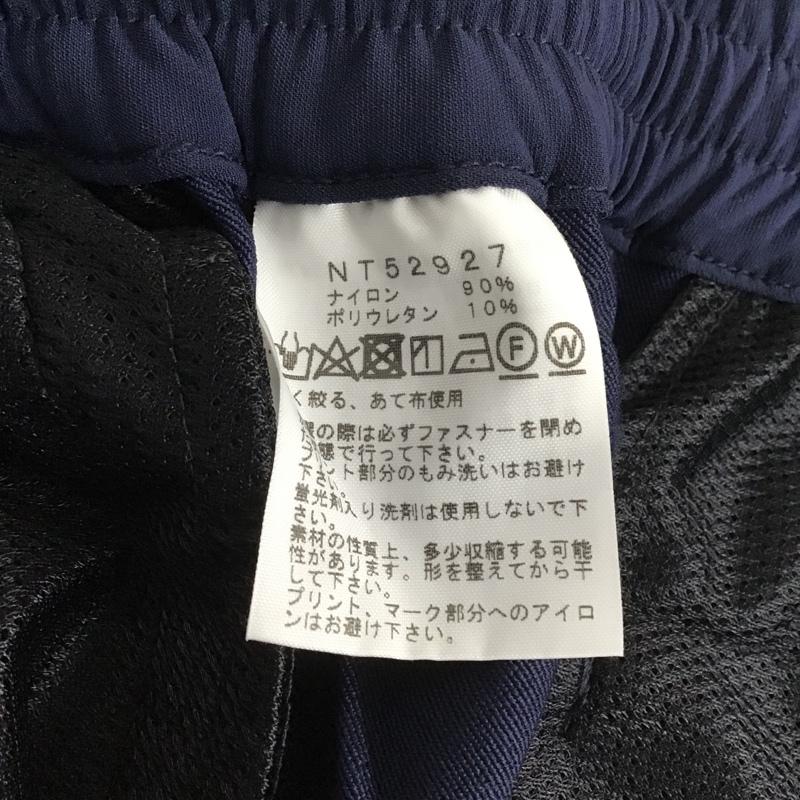 NT52927
ナイロン 90%
ポリウレタン 10%
F W
く絞る、あて布使用
の際は必ずファスナーを閉め
態で行って下さい。
イト部分のもみ洗いはお避け
下さい。
蛍光剤入り洗剤は使用しないで下
さい。
素材の性質上、多少収縮する可能
性があります。形を整えてから干
して下さい。
プリント、マーク部分へのアイロ
ンはお避け下さい。